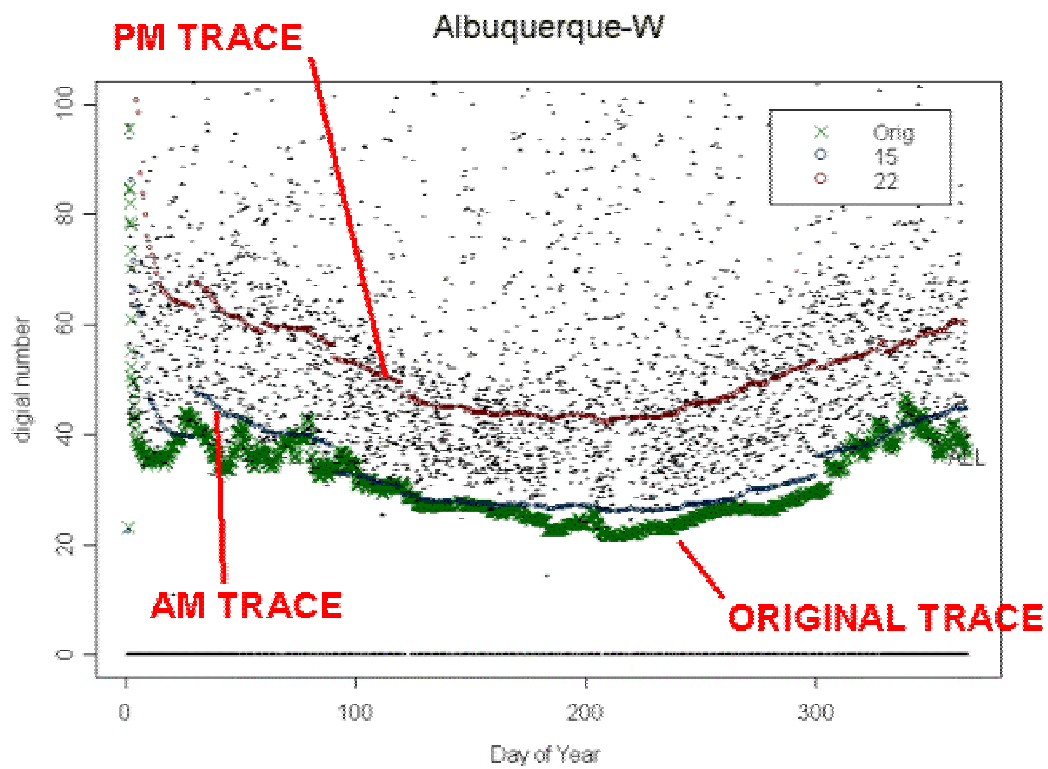 Albuquerque-W
PM TRACE
Orig
15
22
100
80
60
40
20
0
digial number
AM TRACE
ORIGINAL TRACE
0
100
200
300
Day of Year